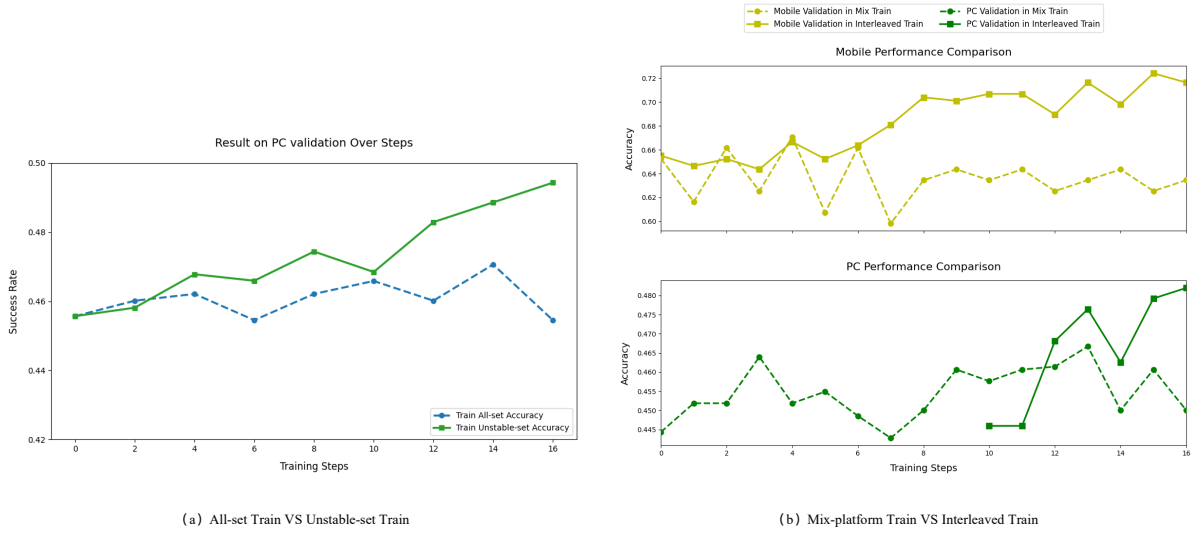 Mobile Validation in Mix Train
Mobile Validation in Interleaved Train
PC Validation in Mix Train
PC Validation in Interleaved Train
Result on PC validation Over Steps
Success Rate
0.50
0.48
0.46
0.44
0.42
Train All-set Accuracy
Train Unstable-set Accuracy
0 2 4 6 8 10 12 14 16
Training Steps
(a) All-set Train VS Unstable-set Train
Mobile Performance Comparison
Accuracy
0.72
0.70
0.68
0.66
0.64
0.62
0.60
PC Performance Comparison
Accuracy
0.480
0.475
0.470
0.465
0.460
0.455
0.450
0.445
0 2 4 6 8 10 12 14 16
Training Steps
(b) Mix-platform Train VS Interleaved Train